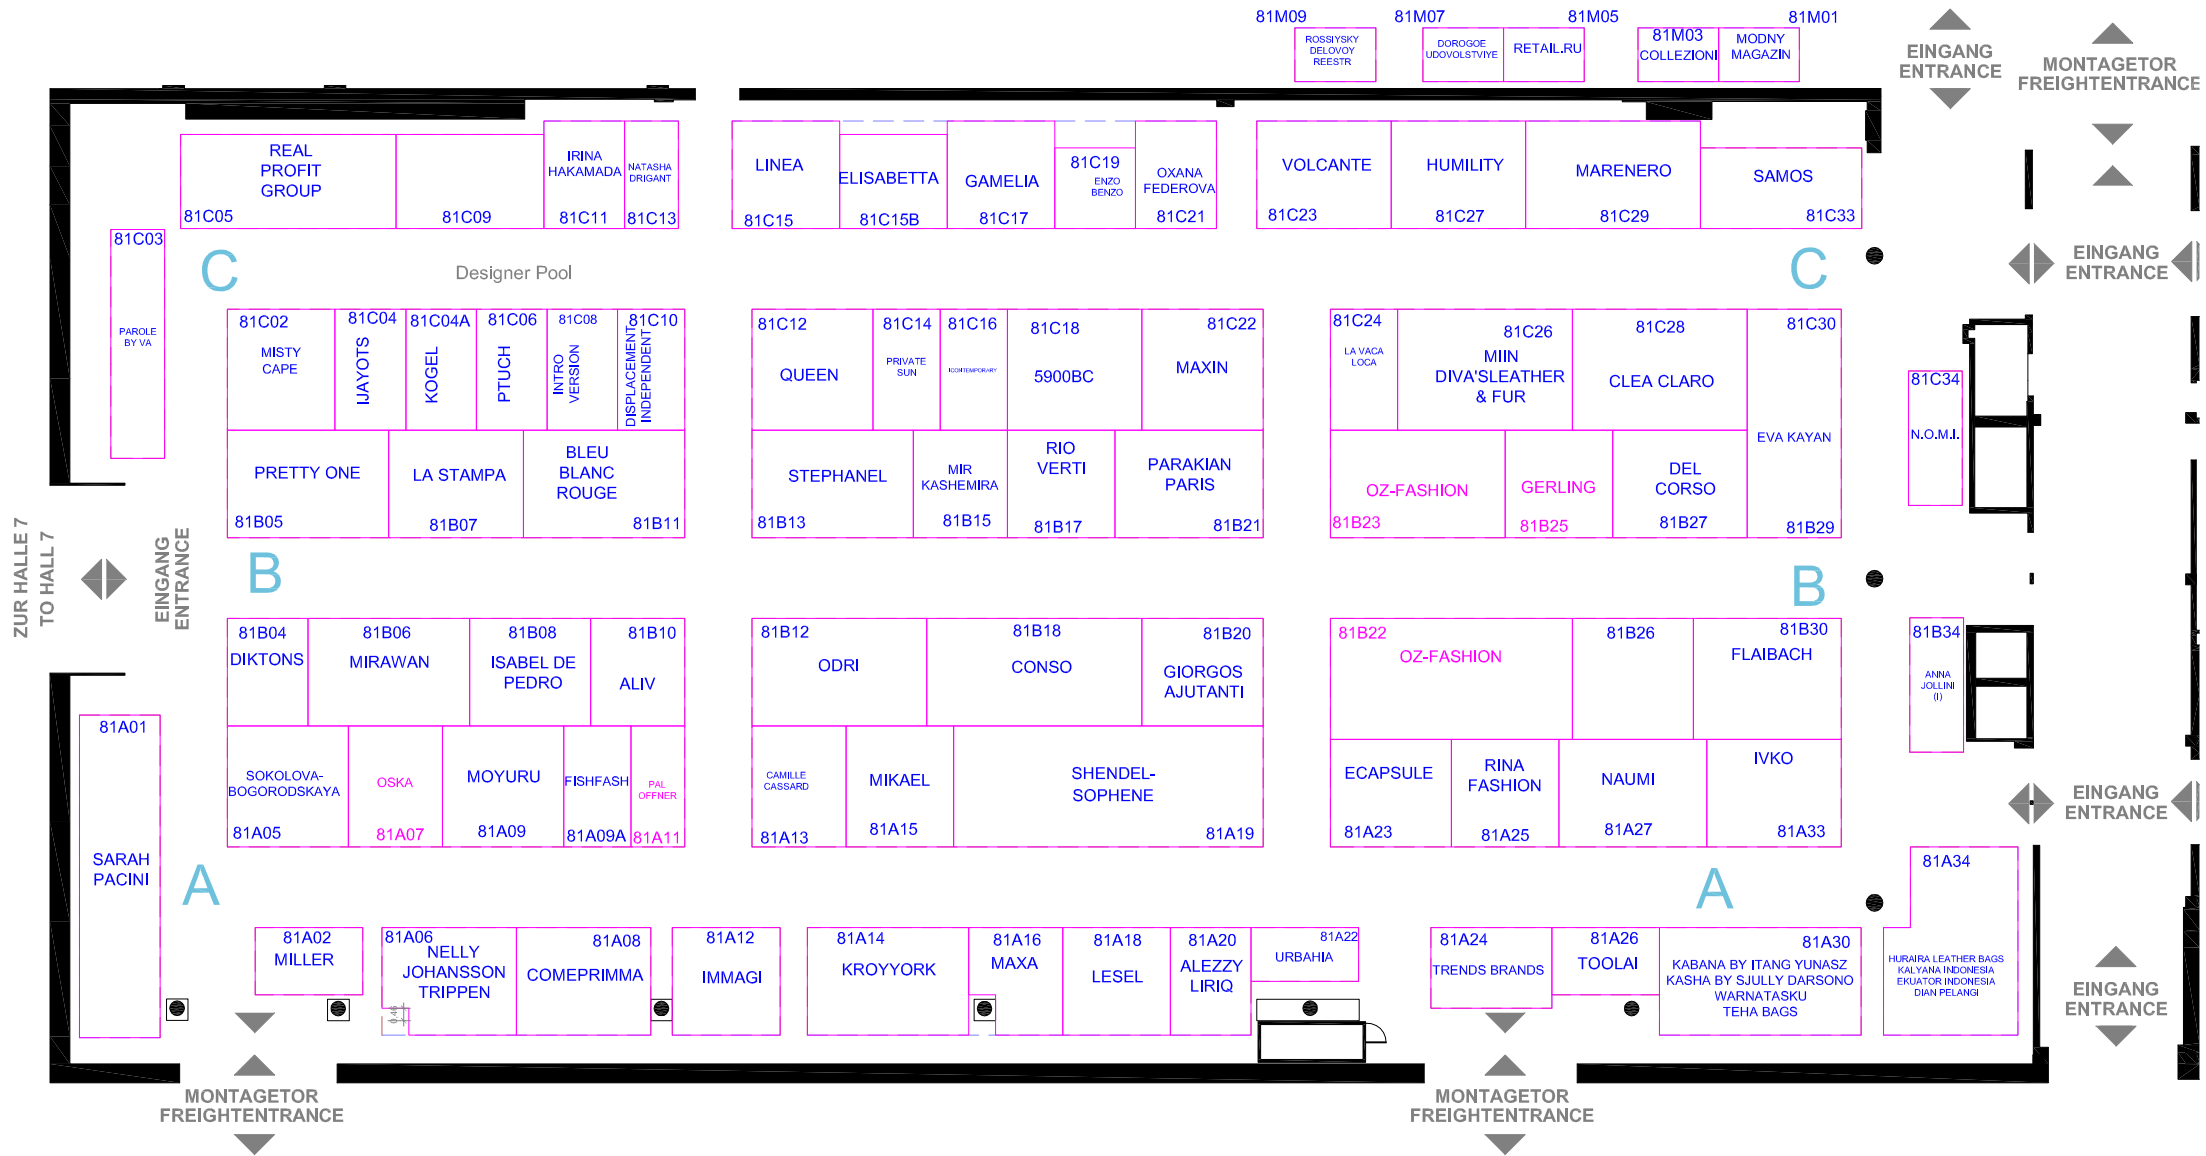 81M09
81M07
81M05
81M03
81M01
ROSSIYSKY
DELOVOY
REESTR
DOROGOE
UDOVOLSTVIYE
RETAIL.RU
COLLEZIONI
MODNY
MAGAZIN
EINGANG
ENTRANCE
MONTAGETOR
FREIGHTENTRANCE
REAL
PROFIT
GROUP
81C05
81C09
IRINA
HAKAMADA
81C11
NATASHA
DRIGANT
81C13
LINEA
81C15
ELISABETTA
81C15B
GAMELIA
81C17
81C19
ENZO
BENZO
OXANA
FEDEROVA
81C21
VOLCANTE
81C23
HUMILITY
81C27
MARENERO
81C29
SAMOS
81C33
81C03
PAROLE
BY VA
C
Designer Pool
C
EINGANG
ENTRANCE
81C02
MISTY
CAPE
81C04
IJAYOTS
81C04A
KOGEL
81C06
PTUCH
81C08
INTRO
VERSION
81C10
DISPLACEMENT
INDEPENDENT
81C12
QUEEN
81C14
PRIVATE
SUN
81C16
ICONTEMPORARY
81C18
5900BC
81C22
MAXIN
81C24
LA VACA
LOCA
81C26
MIIN
DIVA'SLEATHER
& FUR
81C28
CLEA CLARO
81C30
EVA KAYAN
81B29
81C34
N.O.M.I.
PRETTY ONE
81B05
LA STAMPA
81B07
BLEU
BLANC
ROUGE
81B11
STEPHANEL
81B13
MIR
KASHEMIRA
81B15
RIO
VERTI
81B17
PARAKIAN
PARIS
81B21
OZ-FASHION
81B23
GERLING
81B25
DEL
CORSO
81B27
ZUR HALLE 7
TO HALL 7
EINGANG
ENTRANCE
B
B
81B04
DIKTONS
81B06
MIRAWAN
81B08
ISABEL DE
PEDRO
81B10
ALIV
81B12
ODRI
81B18
CONSO
81B20
GIORGOS
AJUTANTI
81B22
OZ-FASHION
81B26
81B30
FLAIBACH
81B34
ANNA
JOLLINI
(I)
81A01
SARAH
PACINI
SOKOLOVA-
BOGORODSKAYA
81A05
OSKA
81A07
MOYURU
81A09
FISHFASH
81A09A
PAL
OFFNER
81A11
CAMILLE
CASSARD
81A13
MIKAEL
81A15
SHENDEL-
SOPHENE
81A19
ECAPSULE
81A23
RINA
FASHION
81A25
NAUMI
81A27
IVKO
81A33
EINGANG
ENTRANCE
A
A
81A34
HURAIRA LEATHER BAGS
KALYANA INDONESIA
EKUATOR INDONESIA
DIAN PELANGI
81A02
MILLER
81A06
NELLY
JOHANSSON
TRIPPEN
81A08
COMEPRIMMA
81A12
IMMAGI
81A14
KROYYORK
81A16
MAXA
81A18
LESEL
81A20
ALEZZY
LIRIQ
81A22
URBAHIA
81A24
TRENDS BRANDS
81A26
TOOLAI
81A30
KABANA BY ITANG YUNASZ
KASHA BY SJULLY DARSONO
WARNATASKU
TEHA BAGS
EINGANG
ENTRANCE
MONTAGETOR
FREIGHTENTRANCE
MONTAGETOR
FREIGHTENTRANCE